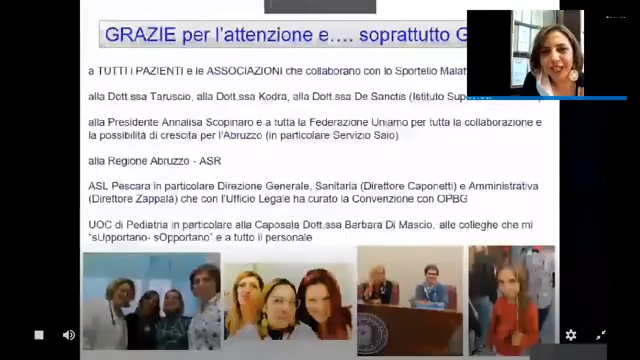 GRAZIE per l'attenzione e.... soprattutto G
a TUTTI i PAZIENTI e le ASSOCIAZIONI che collaborano con lo Sportello Malat
alla Dott.ssa Taruscio, alla Dott.ssa Kodra, alla Dott.ssa De Sanctis (Istituto
alla Presidente Annalisa Scopinaro e a tutta la Federazione Uniamo per tutta la collaborazione e
la possibilità di crescita per l'Abruzzo (in particolare Servizio Saio)
alla Regione Abruzzo - ASR
ASL Pescara in particolare Direzione Generale, Sanitaria (Direttore Caponetti) e Amministrativa
(Direttore Zappalà) che con l'Ufficio Legale ha curato la Convenzione con OPBG
UOC di Pediatria in particolare alla Caposala Dott.ssa Barbara Di Mascio, alle colleghe che mi
"sUpportano- sOpportano" e a tutto il personale